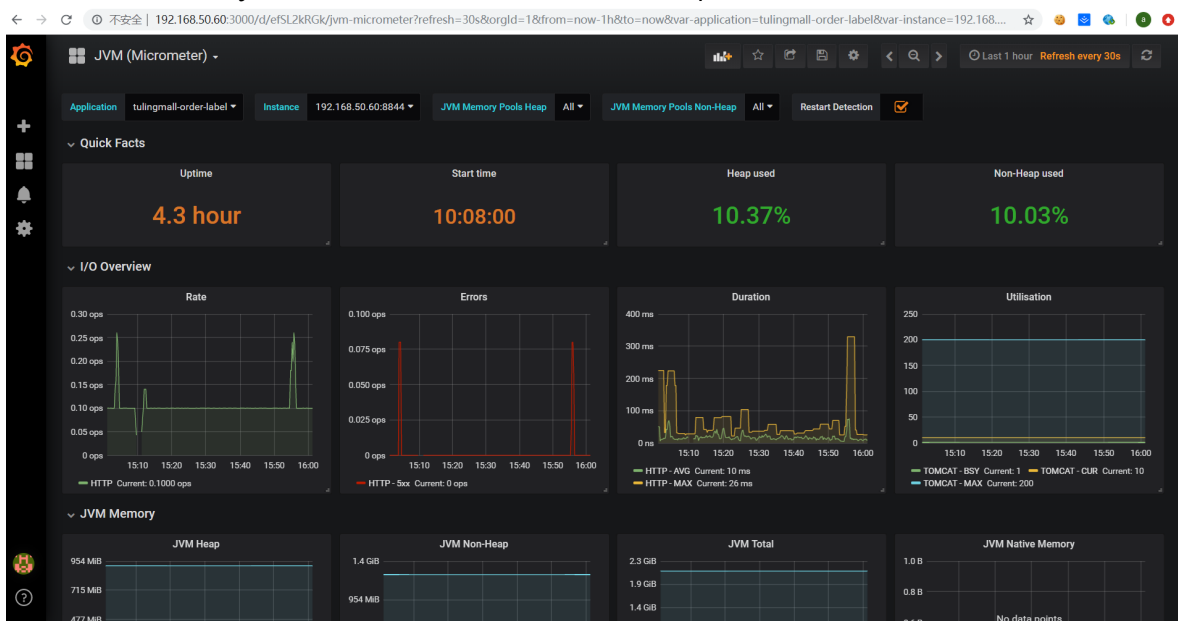 不安全 | 192.168.50.60:3000/d/efSL2kRGk/jvm-micrometer?refresh=30s&orgId=1&from=now-1h&to=now&var-application=tulingmall-order-label&var-instance=192.168....
JVM (Micrometer)
Last 1 hour Refresh every 30s
Application tulingmall-order-label Instance 192.168.50.60:8844 JVM Memory Pools Heap All JVM Memory Pools Non-Heap All Restart Detection
Quick Facts
Uptime
4.3 hour
Start time
10:08:00
Heap used
10.37%
Non-Heap used
10.03%
I/O Overview
Rate
0.30 ops
0.25 ops
0.20 ops
0.15 ops
0.10 ops
0.05 ops
0 ops
15:10 15:20 15:30 15:40 15:50 16:00
HTTP Current: 0.1000 ops
Errors
0.100 ops
0.075 ops
0.050 ops
0.025 ops
0 ops
15:10 15:20 15:30 15:40 15:50 16:00
HTTP - 5xx Current: 0 ops
Duration
400 ms
300 ms
200 ms
100 ms
0 ns
15:10 15:20 15:30 15:40 15:50 16:00
HTTP - AVG Current: 10 ms
HTTP - MAX Current: 26 ms
Utilisation
250
200
150
100
50
0
15:10 15:20 15:30 15:40 15:50 16:00
TOMCAT - BSY Current: 1 TOMCAT - CUR Current: 10
TOMCAT - MAX Current: 200
JVM Memory
JVM Heap
954 MiB
715 MiB
477 MiB
JVM Non-Heap
1.4 GiB
954 MiB
JVM Total
2.3 GiB
1.9 GiB
1.4 GiB
JVM Native Memory
1.0 B
0.8 B
No data points